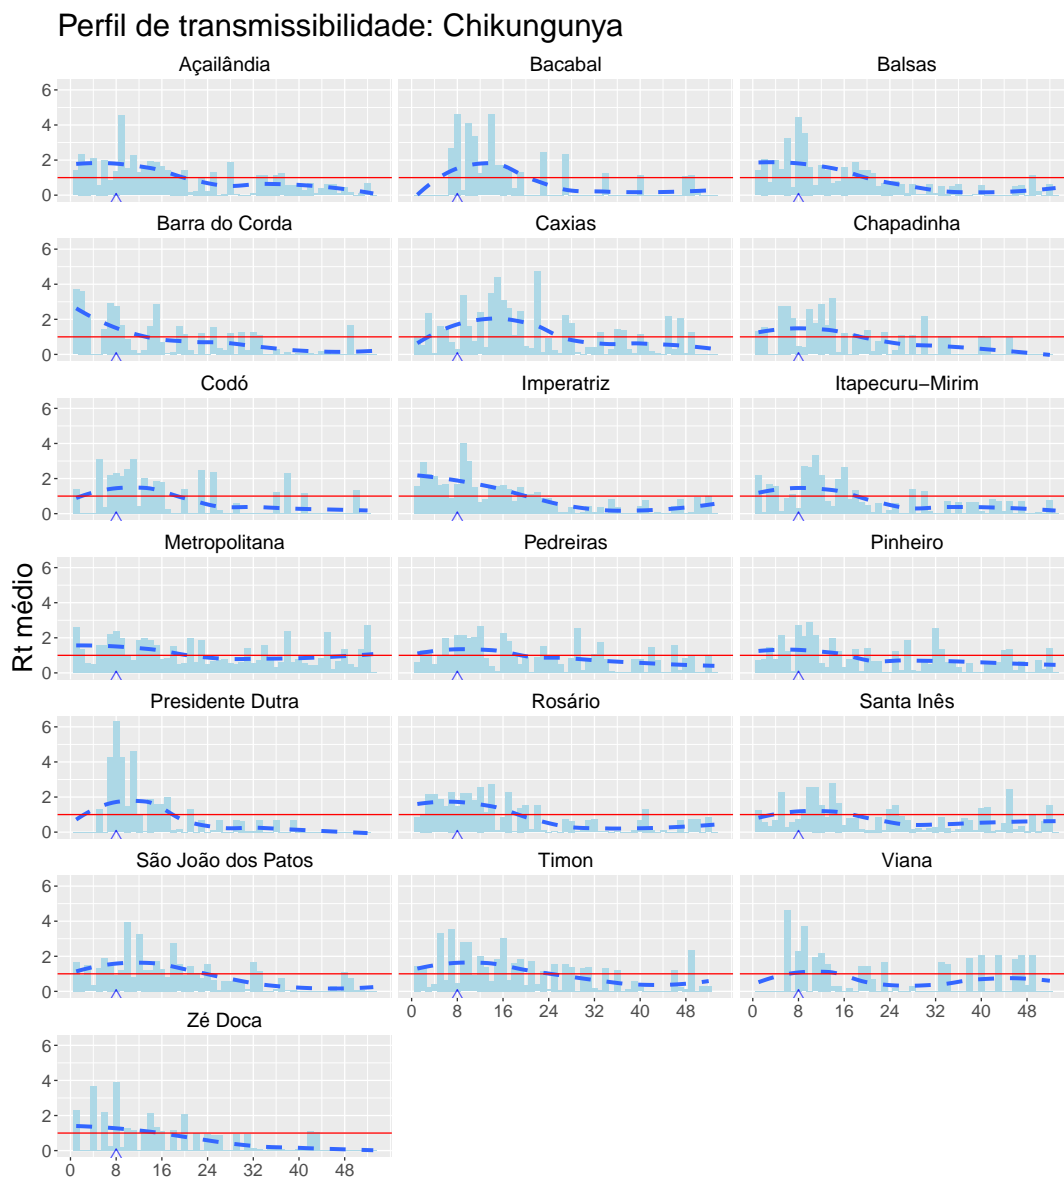 Perfil de transmissibilidade: Chikungunya
Açailândia Bacabal Balsas
6
4
2
0
Barra do Corda Caxias Chapadinha
6
4
2
0
Codó Imperatriz Itapecuru−Mirim
6
4
2
0
Metropolitana Pedreiras Pinheiro
6
4
2
0
Rt médio
Presidente Dutra Rosário Santa Inês
6
4
2
0
São João dos Patos Timon Viana
6
4
2
0
0 8 16 24 32 40 48 0 8 16 24 32 40 48
Zé Doca
6
4
2
0
0 8 16 24 32 40 48